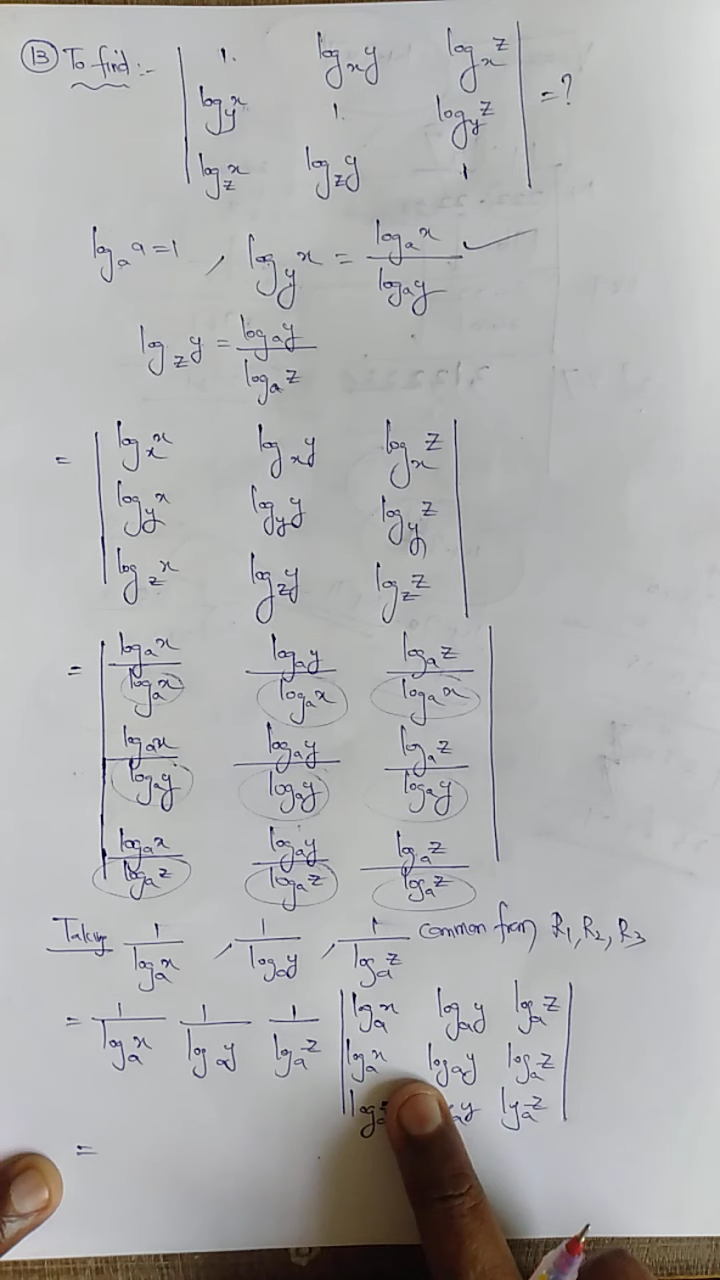 13 To find :- | 1. log_x y log_x z |
| log_y x 1. log_y z | = ?
| log_z x log_z y 1 |
log_a a = 1 , log_y x = log_a x / log_a y
log_z y = log_a y / log_a z
= | log_x x log_x y log_x z |
| log_y x log_y y log_y z |
| log_z x log_z y log_z z |
= | log_a x / log_a x log_a y / log_a x log_a z / log_a x |
| log_a x / log_a y log_a y / log_a y log_a z / log_a y |
| log_a x / log_a z log_a y / log_a z log_a z / log_a z |
Taking 1 / log_a x , 1 / log_a y , 1 / log_a z common from R1, R2, R3
= 1 / log_a x 1 / log_a y 1 / log_a z | log_a x log_a y log_a z |
| log_a x log_a y log_a z |
| log_a y log_a z |
=